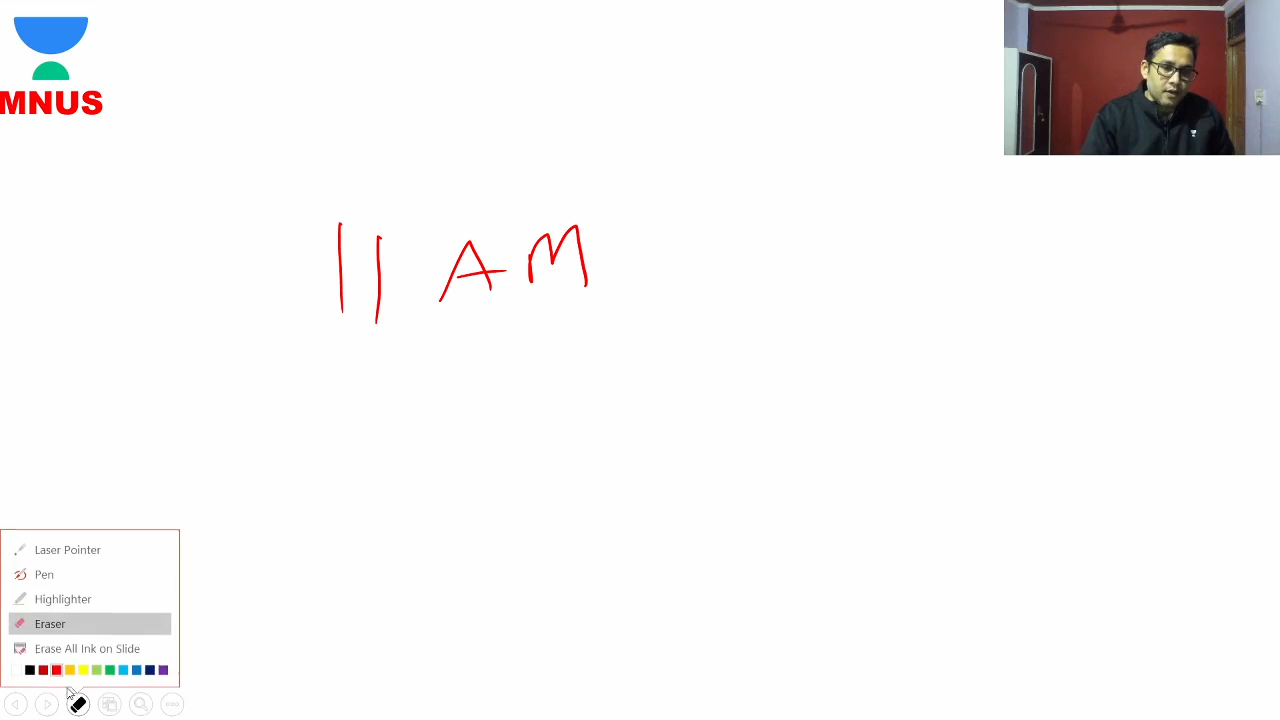 MNUS
11 AM
Laser Pointer
Pen
Highlighter
Eraser
Erase All Ink on Slide